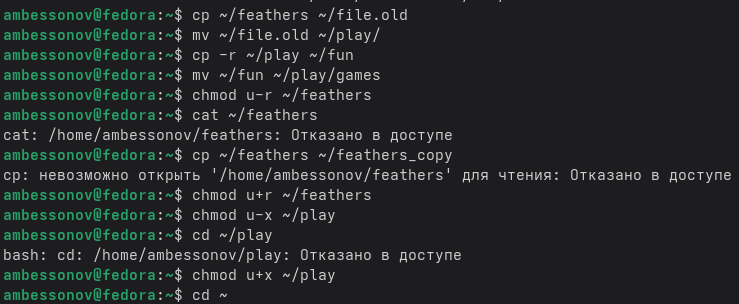 ambessonov@fedora:~$ cp ~/feathers ~/file.old
ambessonov@fedora:~$ mv ~/file.old ~/play/
ambessonov@fedora:~$ cp -r ~/play ~/fun
ambessonov@fedora:~$ mv ~/fun ~/play/games
ambessonov@fedora:~$ chmod u-r ~/feathers
ambessonov@fedora:~$ cat ~/feathers
cat: /home/ambessonov/feathers: Отказано в доступе
ambessonov@fedora:~$ cp ~/feathers ~/feathers_copy
cp: невозможно открыть '/home/ambessonov/feathers' для чтения: Отказано в доступе
ambessonov@fedora:~$ chmod u+r ~/feathers
ambessonov@fedora:~$ chmod u-x ~/play
ambessonov@fedora:~$ cd ~/play
bash: cd: /home/ambessonov/play: Отказано в доступе
ambessonov@fedora:~$ chmod u+x ~/play
ambessonov@fedora:~$ cd ~